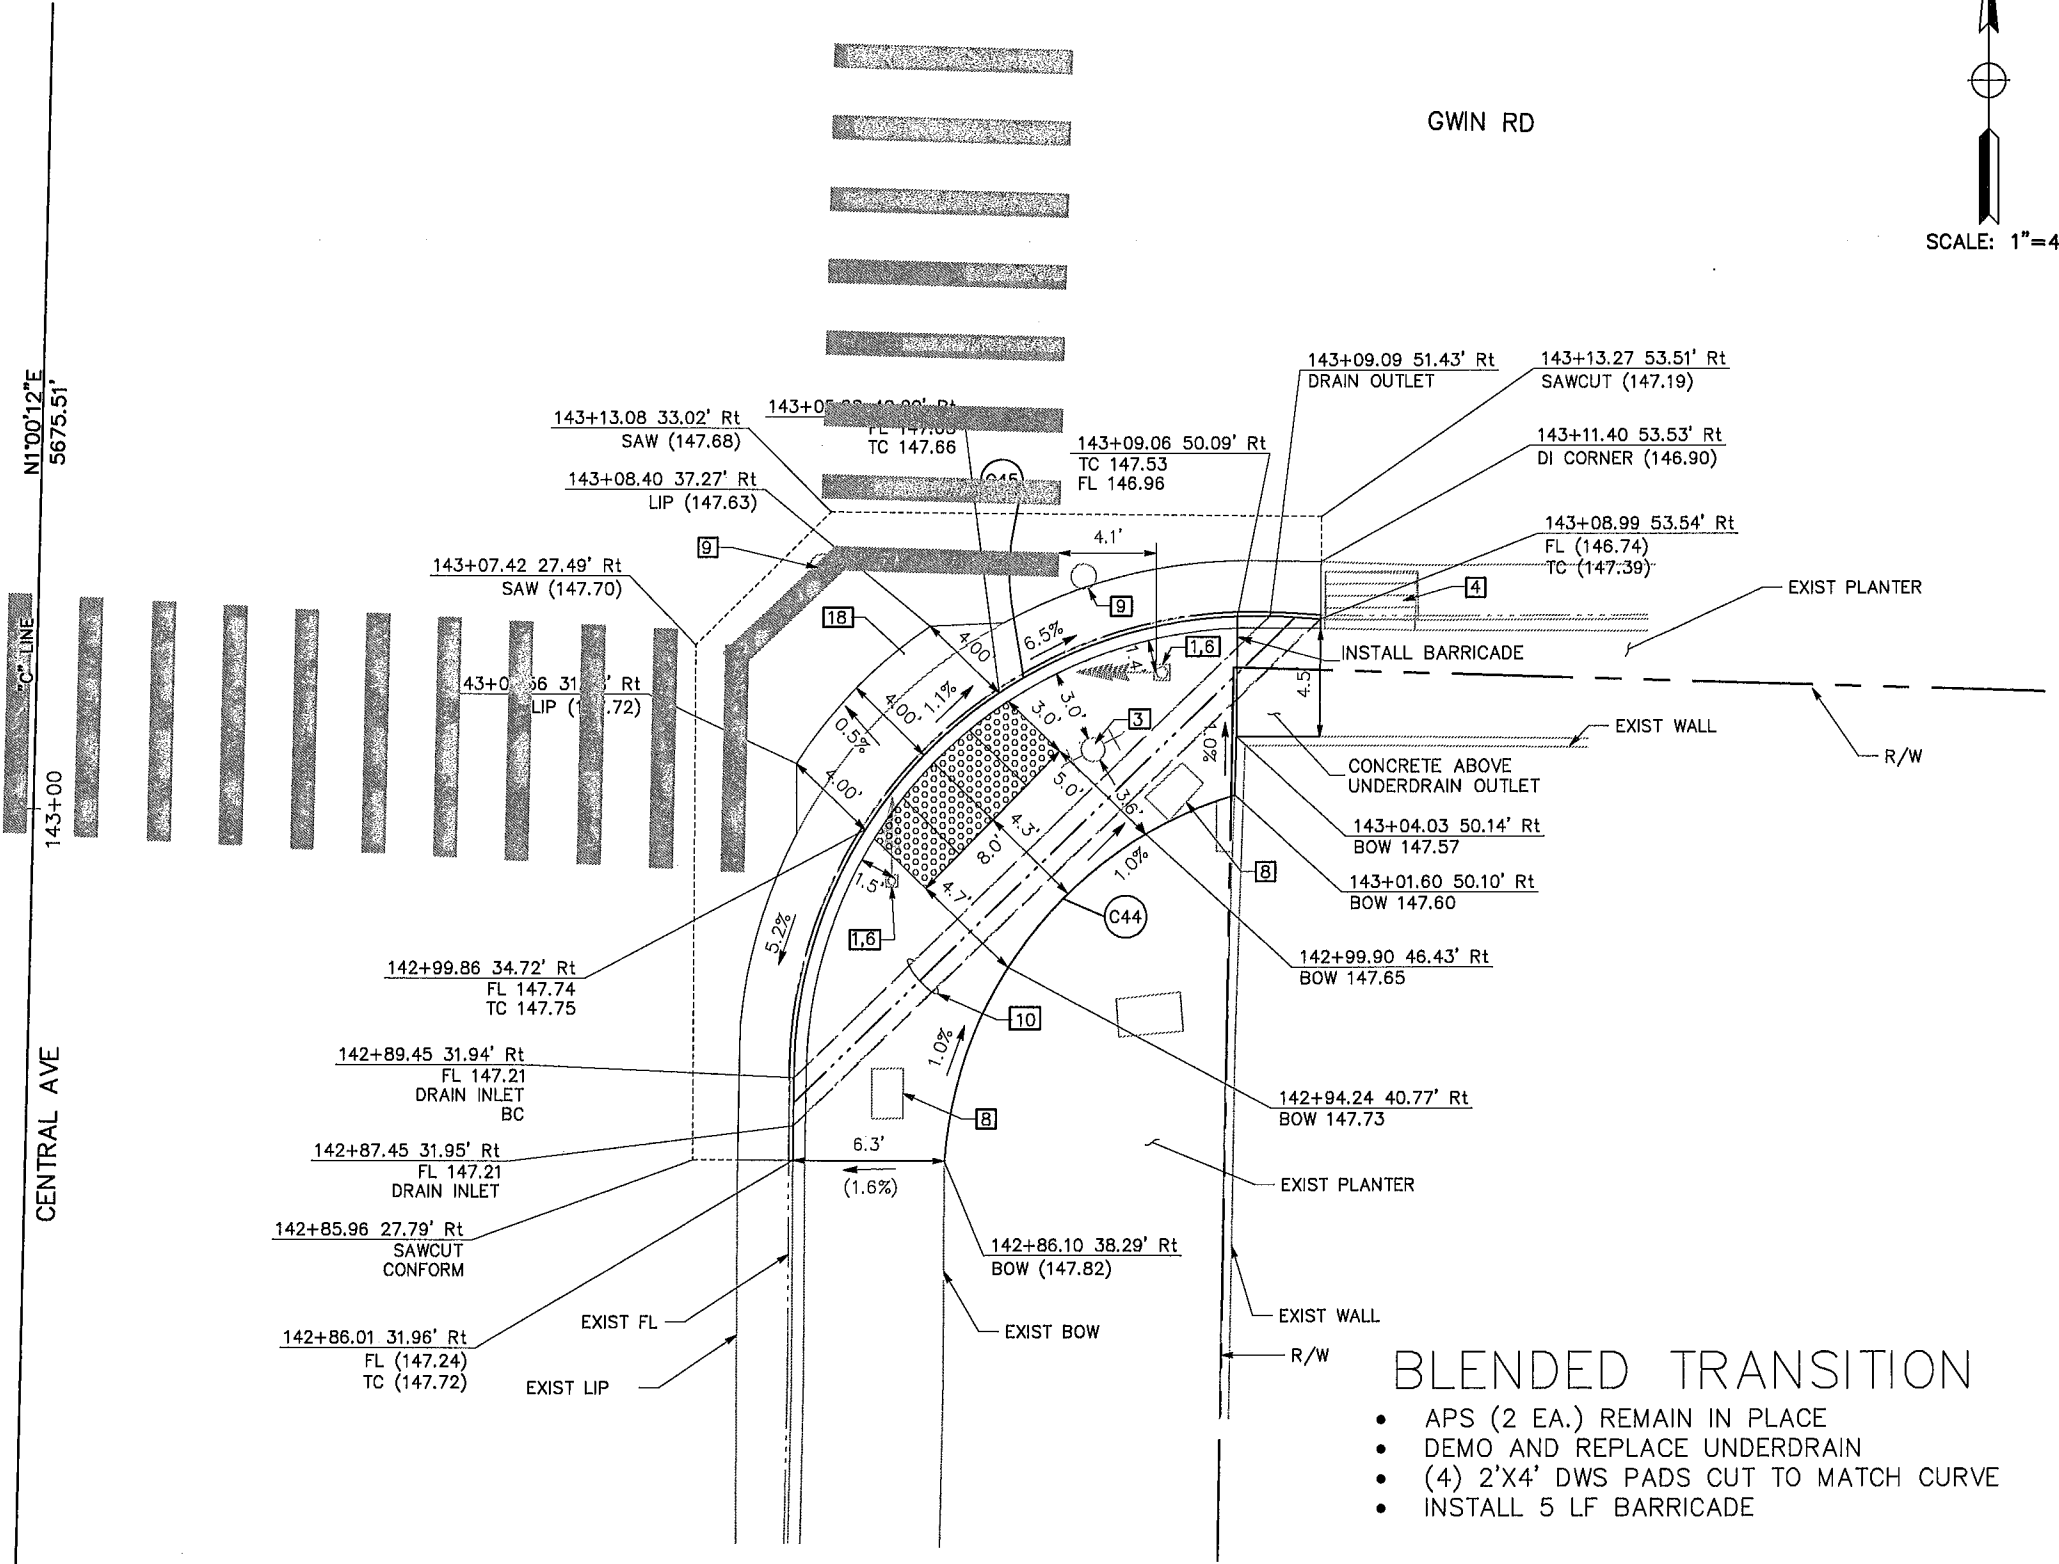 GWIN RD
SCALE: 1"=4
N1°00'12"E
5675.51'
"C" LINE
143+00
CENTRAL AVE
143+13.08 33.02' Rt
SAW (147.68)
TC 147.66
143+08.40 37.27' Rt
LIP (147.63)
143+07.42 27.49' Rt
SAW (147.70)
143+09.06 50.09' Rt
TC 147.53
FL 146.96
143+09.09 51.43' Rt
DRAIN OUTLET
143+13.27 53.51' Rt
SAWCUT (147.19)
143+11.40 53.53' Rt
DI CORNER (146.90)
143+08.99 53.54' Rt
FL (146.74)
TC (147.39)
4.1'
9
9
18
4
EXIST PLANTER
1,6
INSTALL BARRICADE
4.5
EXIST WALL
R/W
CONCRETE ABOVE
UNDERDRAIN OUTLET
4.00'
6.5%
4.00'
1.1%
0.5%
4.00'
3.0'
3.0'
3
5.0'
3.6'
4.3'
8.0'
4.7'
1.5'
1,6
5.2%
1.0%
8
C44
143+04.03 50.14' Rt
BOW 147.57
143+01.60 50.10' Rt
BOW 147.60
142+99.90 46.43' Rt
BOW 147.65
142+99.86 34.72' Rt
FL 147.74
TC 147.75
10
1.0%
142+89.45 31.94' Rt
FL 147.21
DRAIN INLET
BC
8
142+94.24 40.77' Rt
BOW 147.73
142+87.45 31.95' Rt
FL 147.21
DRAIN INLET
6.3'
(1.6%)
EXIST PLANTER
142+85.96 27.79' Rt
SAWCUT
CONFORM
142+86.10 38.29' Rt
BOW (147.82)
EXIST FL
EXIST BOW
EXIST WALL
R/W
142+86.01 31.96' Rt
FL (147.24)
TC (147.72)
EXIST LIP
BLENDED TRANSITION
• APS (2 EA.) REMAIN IN PLACE
• DEMO AND REPLACE UNDERDRAIN
• (4) 2'X4' DWS PADS CUT TO MATCH CURVE
• INSTALL 5 LF BARRICADE